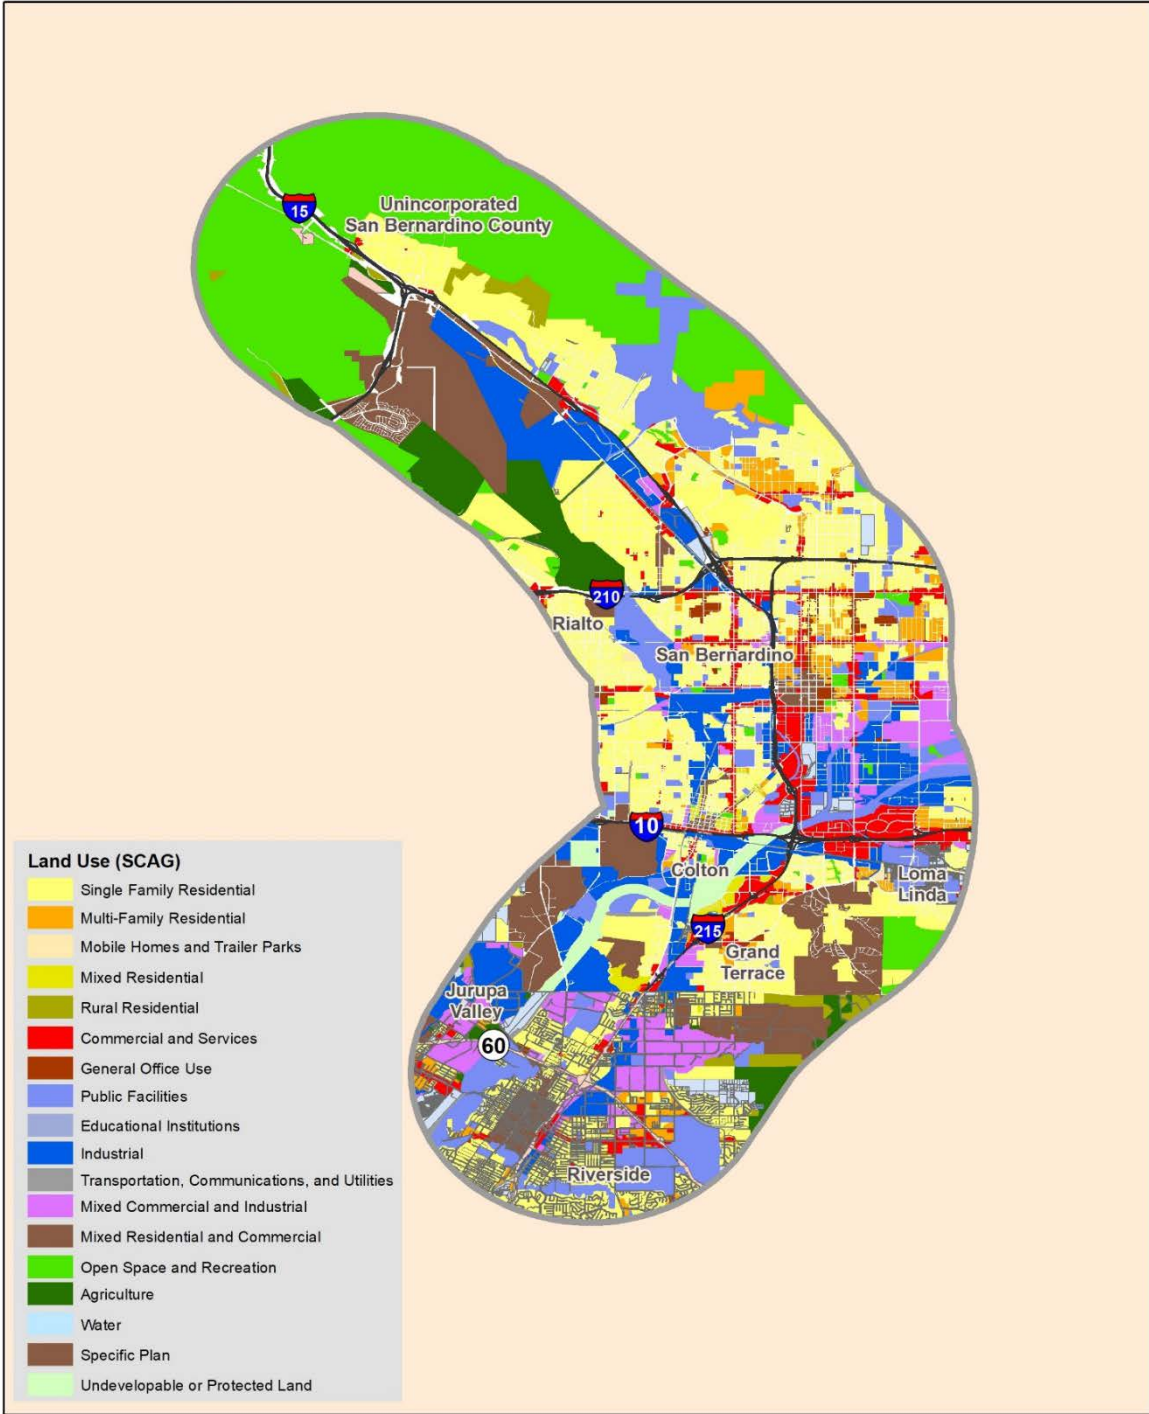 15
Unincorporated
San Bernardino County
210
Rialto
San Bernardino
10
Colton
Loma
Linda
215
Grand
Terrace
Jurupa
Valley
60
Riverside
Land Use (SCAG)
Single Family Residential
Multi-Family Residential
Mobile Homes and Trailer Parks
Mixed Residential
Rural Residential
Commercial and Services
General Office Use
Public Facilities
Educational Institutions
Industrial
Transportation, Communications, and Utilities
Mixed Commercial and Industrial
Mixed Residential and Commercial
Open Space and Recreation
Agriculture
Water
Specific Plan
Undevelopable or Protected Land